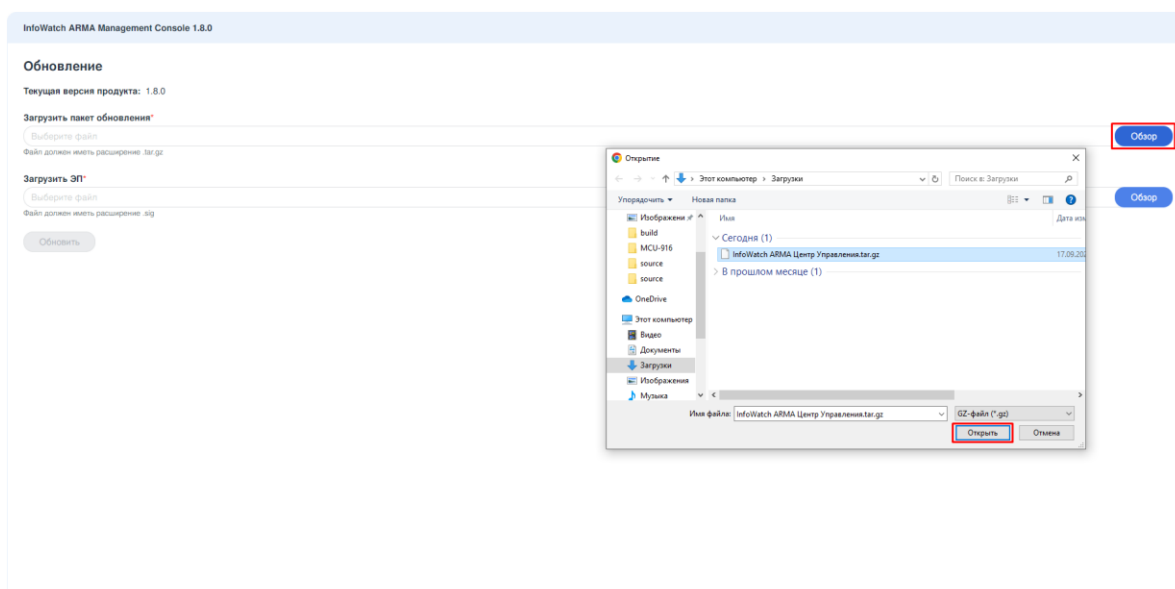 InfoWatch ARMA Management Console 1.8.0
Обновление
Текущая версия продукта: 1.8.0
Загрузить пакет обновления*
Выберите файл
Обзор
Файл должен иметь расширение .tar.gz
Загрузить ЭП*
Выберите файл
Обзор
Файл должен иметь расширение .sig
Обновить
Открытие
Этот компьютер > Загрузки
Поиск в: Загрузки
Упорядочить
Новая папка
Изображени
build
MCU-916
source
source
OneDrive
Этот компьютер
Видео
Документы
Загрузки
Изображения
Музыка
Имя
Дата изм
Сегодня (1)
InfoWatch ARMA Центр Управления.tar.gz
17.09.202
В прошлом месяце (1)
Имя файла: InfoWatch ARMA Центр Управления.tar.gz
GZ-файл (*.gz)
Открыть
Отмена